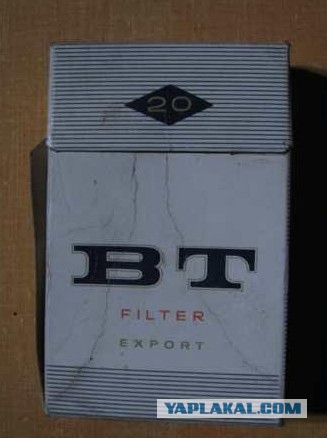 20
BT
FILTER
EXPORT
YAPLAKAL.COM